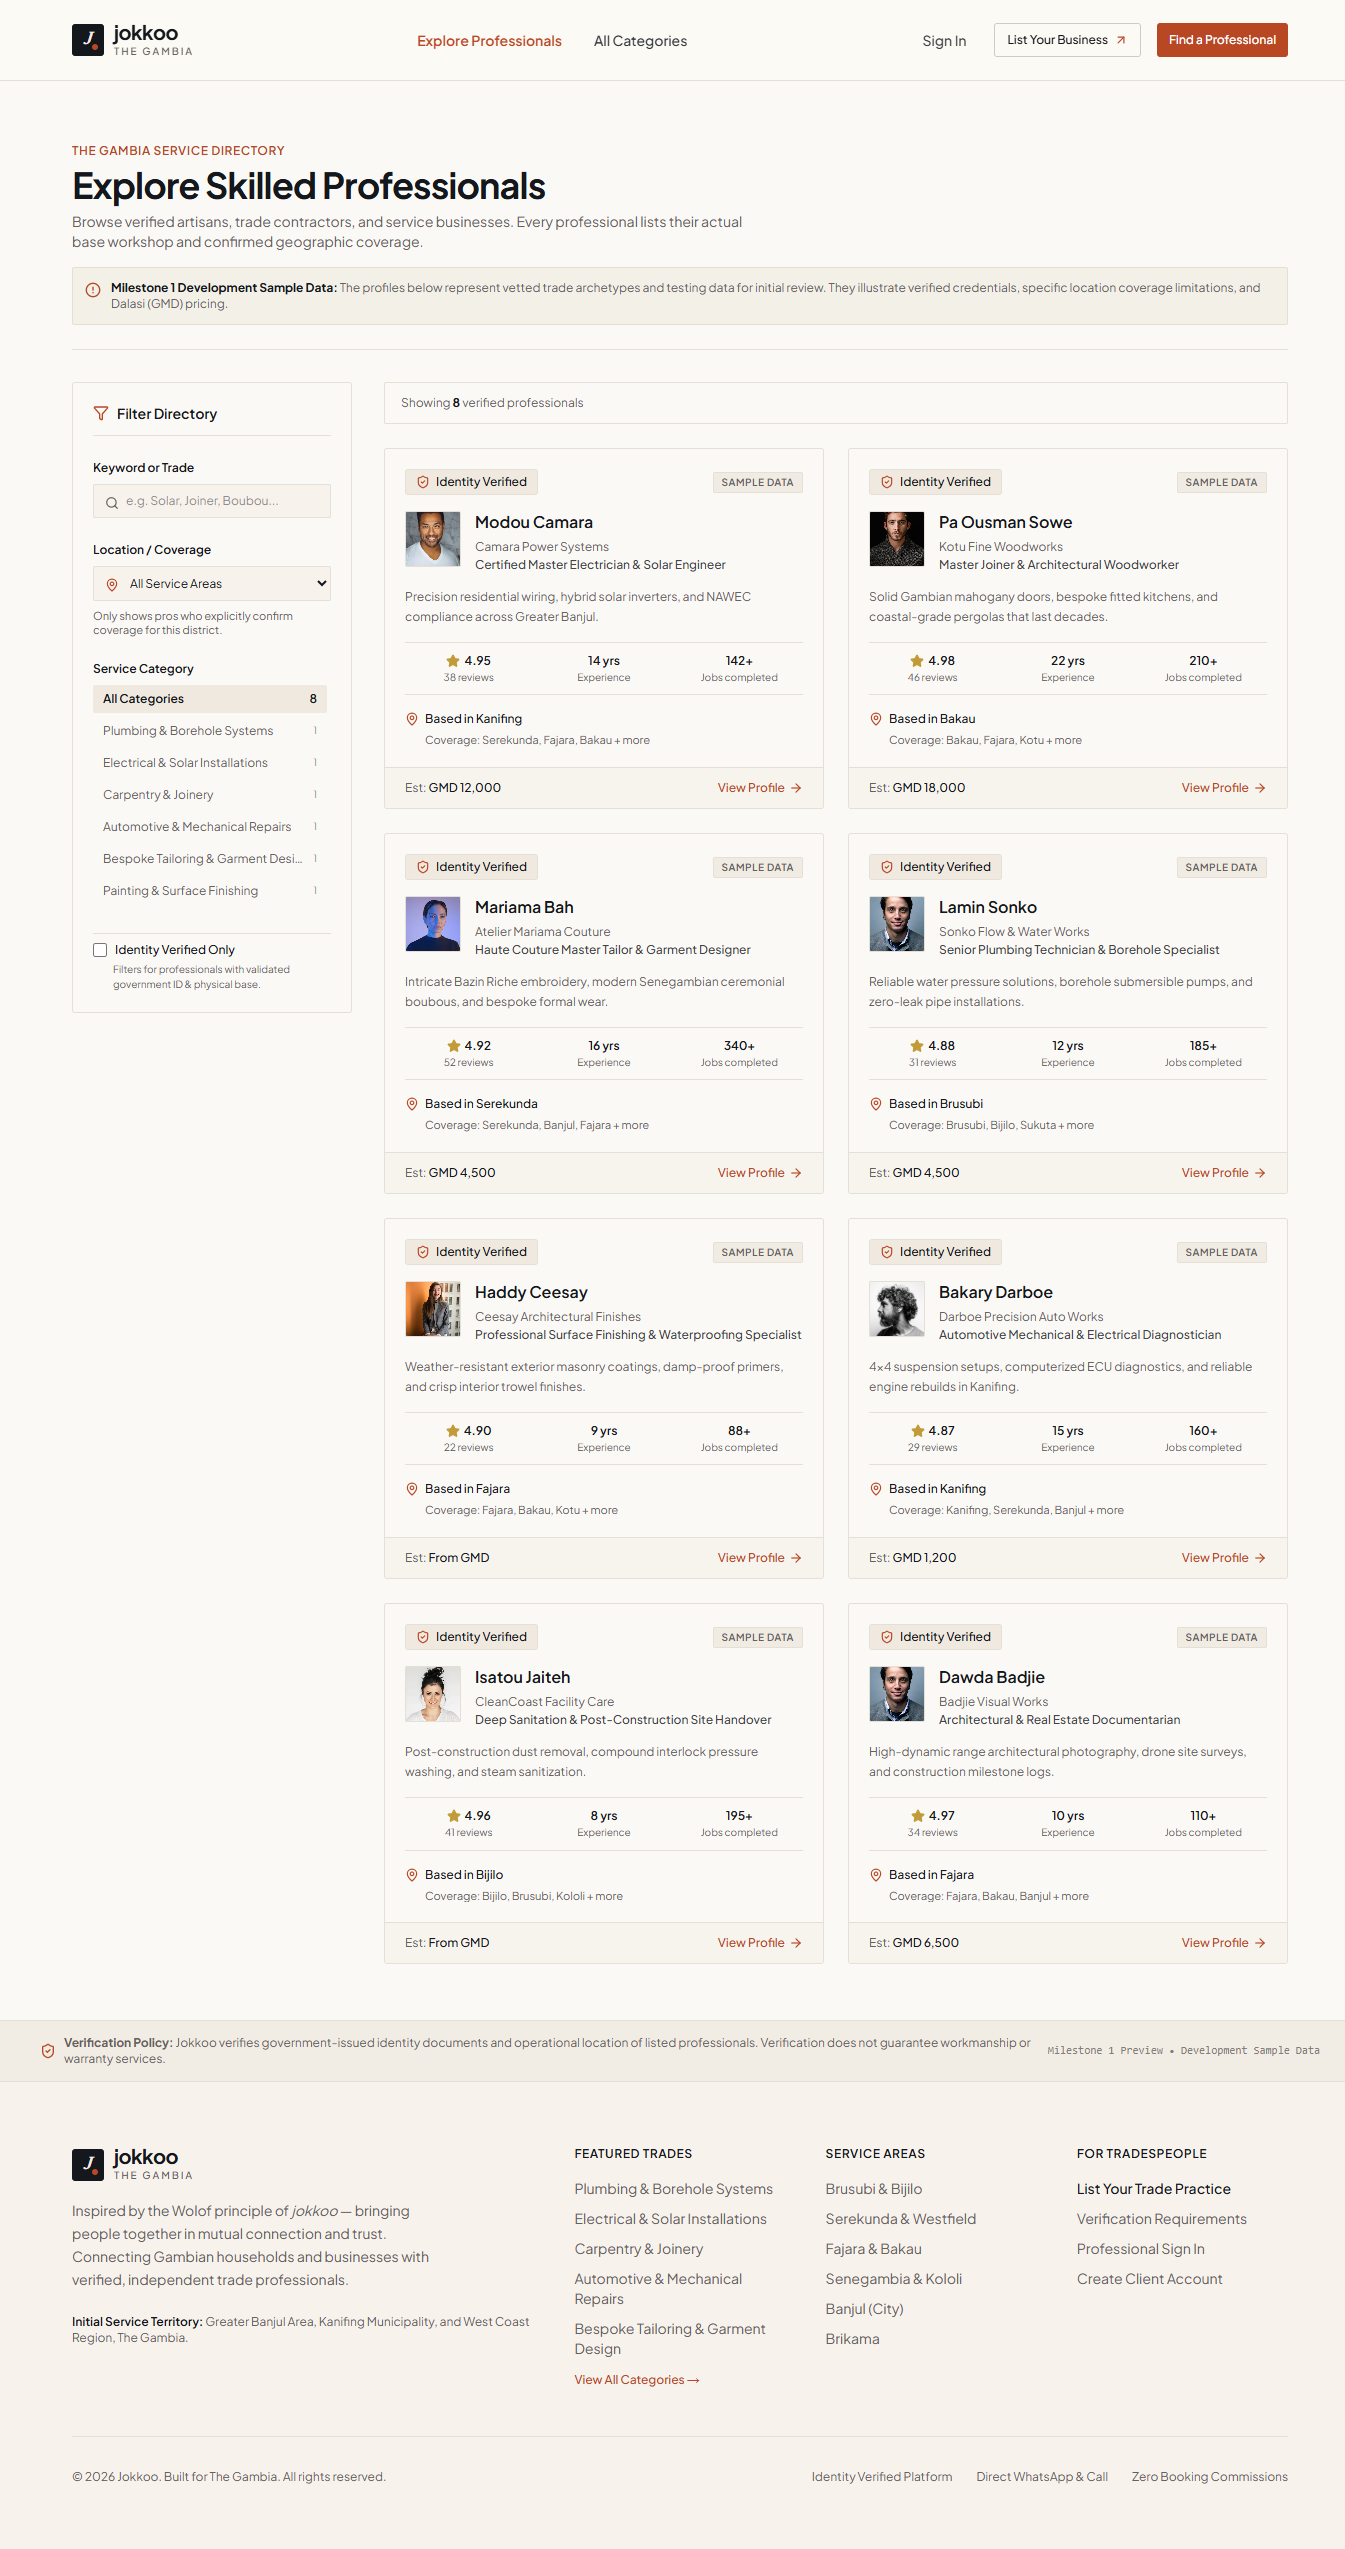 J jokkoo
THE GAMBIA
Explore Professionals
All Categories
Sign In
List Your Business
Find a Professional
THE GAMBIA SERVICE DIRECTORY
Explore Skilled Professionals
Browse verified artisans, trade contractors, and service businesses. Every professional lists their actual
base workshop and confirmed geographic coverage.
Milestone 1 Development Sample Data: The profiles below represent vetted trade archetypes and testing data for initial review. They illustrate verified credentials, specific location coverage limitations, and
Dalasi (GMD) pricing.
Filter Directory
Keyword or Trade
e.g. Solar, Joiner, Boubou...
Location / Coverage
All Service Areas
Only shows pros who explicitly confirm
coverage for this district.
Service Category
All Categories 8
Plumbing & Borehole Systems 1
Electrical & Solar Installations 1
Carpentry & Joinery 1
Automotive & Mechanical Repairs 1
Bespoke Tailoring & Garment Desi... 1
Painting & Surface Finishing 1
Identity Verified Only
Filters for professionals with validated
government ID & physical base.
Showing 8 verified professionals
Identity Verified
SAMPLE DATA
Modou Camara
Camara Power Systems
Certified Master Electrician & Solar Engineer
Precision residential wiring, hybrid solar inverters, and NAWEC
compliance across Greater Banjul.
4.95 14 yrs 142+
38 reviews Experience Jobs completed
Based in Kanifing
Coverage: Serekunda, Fajara, Bakau + more
Est: GMD 12,000 View Profile →
Identity Verified
SAMPLE DATA
Pa Ousman Sowe
Kotu Fine Woodworks
Master Joiner & Architectural Woodworker
Solid Gambian mahogany doors, bespoke fitted kitchens, and
coastal-grade pergolas that last decades.
4.98 22 yrs 210+
46 reviews Experience Jobs completed
Based in Bakau
Coverage: Bakau, Fajara, Kotu + more
Est: GMD 18,000 View Profile →
Identity Verified
SAMPLE DATA
Mariama Bah
Atelier Mariama Couture
Haute Couture Master Tailor & Garment Designer
Intricate Bazin Riche embroidery, modern Senegambian ceremonial
boubous, and bespoke formal wear.
4.92 16 yrs 340+
52 reviews Experience Jobs completed
Based in Serekunda
Coverage: Serekunda, Banjul, Fajara + more
Est: GMD 4,500 View Profile →
Identity Verified
SAMPLE DATA
Lamin Sonko
Sonko Flow & Water Works
Senior Plumbing Technician & Borehole Specialist
Reliable water pressure solutions, borehole submersible pumps, and
zero-leak pipe installations.
4.88 12 yrs 185+
31 reviews Experience Jobs completed
Based in Brusubi
Coverage: Brusubi, Bijilo, Sukuta + more
Est: GMD 4,500 View Profile →
Identity Verified
SAMPLE DATA
Haddy Ceesay
Ceesay Architectural Finishes
Professional Surface Finishing & Waterproofing Specialist
Weather-resistant exterior masonry coatings, damp-proof primers,
and crisp interior trowel finishes.
4.90 9 yrs 88+
22 reviews Experience Jobs completed
Based in Fajara
Coverage: Fajara, Bakau, Kotu + more
Est: From GMD View Profile →
Identity Verified
SAMPLE DATA
Bakary Darboe
Darboe Precision Auto Works
Automotive Mechanical & Electrical Diagnostician
4x4 suspension setups, computerized ECU diagnostics, and reliable
engine rebuilds in Kanifing.
4.87 15 yrs 160+
29 reviews Experience Jobs completed
Based in Kanifing
Coverage: Kanifing, Serekunda, Banjul + more
Est: GMD 1,200 View Profile →
Identity Verified
SAMPLE DATA
Isatou Jaiteh
CleanCoast Facility Care
Deep Sanitation & Post-Construction Site Handover
Post-construction dust removal, compound interlock pressure
washing, and steam sanitization.
4.96 8 yrs 195+
41 reviews Experience Jobs completed
Based in Bijilo
Coverage: Bijilo, Brusubi, Kololi + more
Est: From GMD View Profile →
Identity Verified
SAMPLE DATA
Dawda Badjie
Badjie Visual Works
Architectural & Real Estate Documentarian
High-dynamic range architectural photography, drone site surveys,
and construction milestone logs.
4.97 10 yrs 110+
34 reviews Experience Jobs completed
Based in Fajara
Coverage: Fajara, Bakau, Banjul + more
Est: GMD 6,500 View Profile →
Verification Policy: Jokkoo verifies government-issued identity documents and operational location of listed professionals. Verification does not guarantee workmanship or
warranty services.
Milestone 1 Preview • Development Sample Data
J jokkoo
THE GAMBIA
Inspired by the Wolof principle of jokkoo — bringing
people together in mutual connection and trust.
Connecting Gambian households and businesses with
verified, independent trade professionals.
Initial Service Territory: Greater Banjul Area, Kanifing Municipality, and West Coast
Region, The Gambia.
FEATURED TRADES
Plumbing & Borehole Systems
Electrical & Solar Installations
Carpentry & Joinery
Automotive & Mechanical
Repairs
Bespoke Tailoring & Garment
Design
View All Categories →
SERVICE AREAS
Brusubi & Bijilo
Serekunda & Westfield
Fajara & Bakau
Senegambia & Kololi
Banjul (City)
Brikama
FOR TRADESPEOPLE
List Your Trade Practice
Verification Requirements
Professional Sign In
Create Client Account
© 2026 Jokkoo. Built for The Gambia. All rights reserved.
Identity Verified Platform
Direct WhatsApp & Call
Zero Booking Commissions